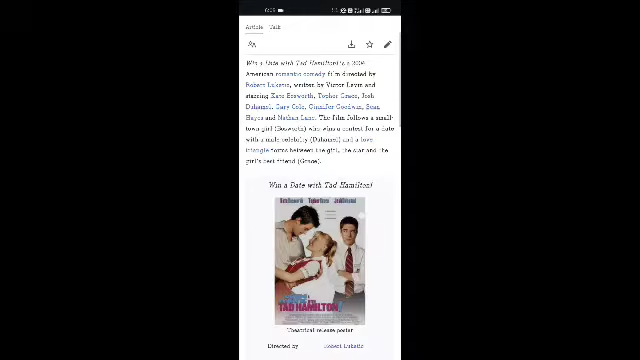 Article Talk
Win a Date with Tad Hamilton! is a 2004
American romantic comedy film directed by
Robert Luketic, written by Victor Levin and
starring Kate Bosworth, Topher Grace, Josh
Duhamel, Gary Cole, Ginnifer Goodwin, Sean
Hayes and Nathan Lane. The film follows a small-
town girl (Bosworth) who wins a contest for a date
with a male celebrity (Duhamel) and a love
triangle forms between the girl, the star and the
girl's best friend (Grace).
Win a Date with Tad Hamilton!
TAD HAMILTON!
Theatrical release poster
Directed by Robert Luketic